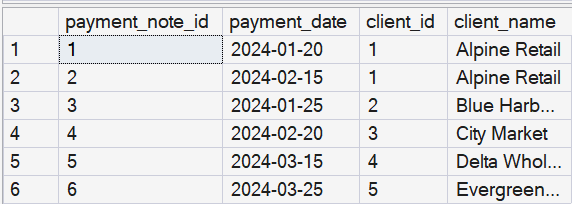 payment_note_id payment_date client_id client_name
1 1 2024-01-20 1 Alpine Retail
2 2 2024-02-15 1 Alpine Retail
3 3 2024-01-25 2 Blue Harb...
4 4 2024-02-20 3 City Market
5 5 2024-03-15 4 Delta Whol...
6 6 2024-03-25 5 Evergreen...